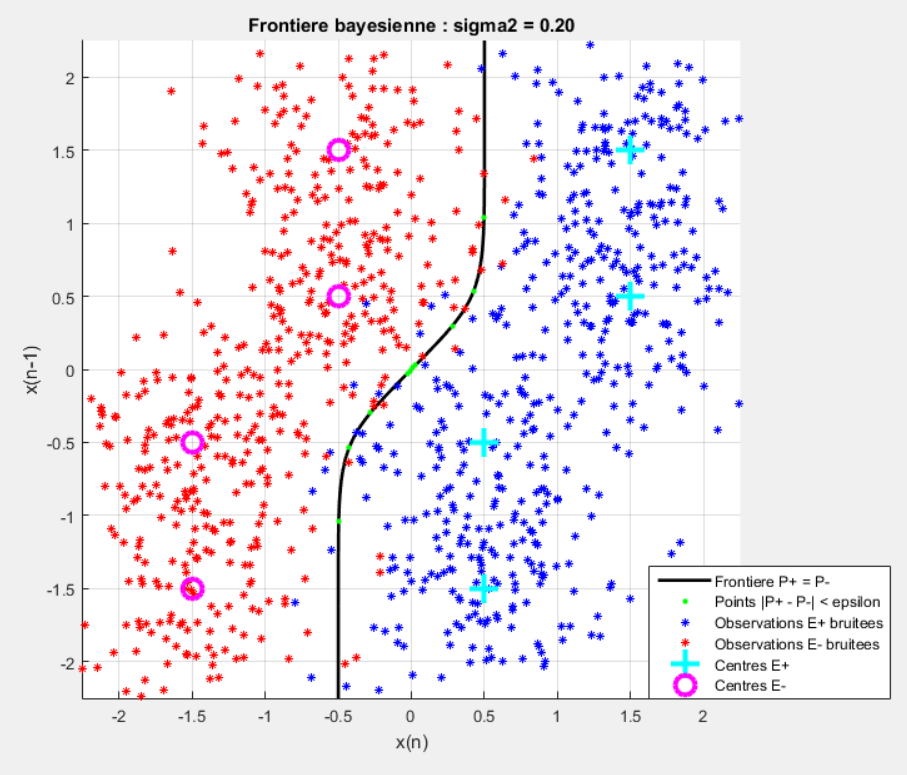 Frontiere bayesienne : sigma2 = 0.20
2
1.5
1
0.5
0
-0.5
-1
-1.5
-2
x(n-1)
-2
-1.5
-1
-0.5
0
0.5
1
1.5
2
x(n)
Frontiere P+ = P-
Points |P+ - P-| < epsilon
Observations E+ bruitees
Observations E- bruitees
Centres E+
Centres E-